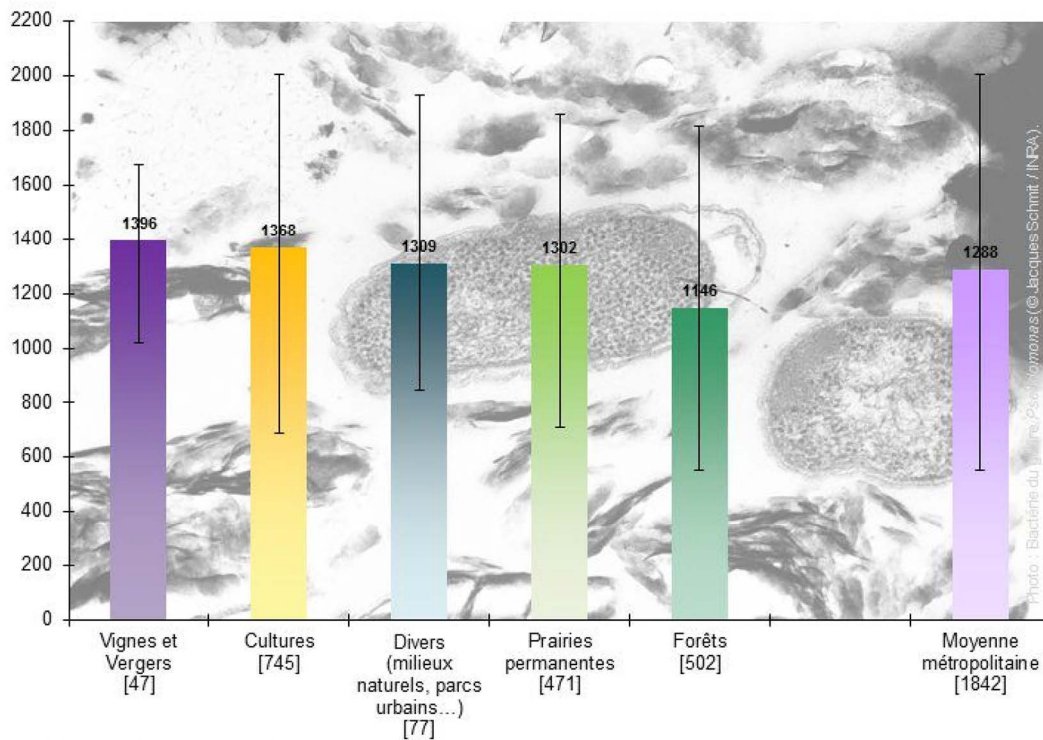 2200
2000
1800
1600
1400
1200
1000
800
600
400
200
0
1396
1368
1309
1302
1146
1288
Vignes et
Vergers
[47]
Cultures
[745]
Divers
(milieux
naturels, parcs
urbains…)
[77]
Prairies
permanentes
[471]
Forêts
[502]
Moyenne
métropolitaine
[1842]
Photo : Bactérie du genre Pseudomonas (© Jacques Schmit / INRA).